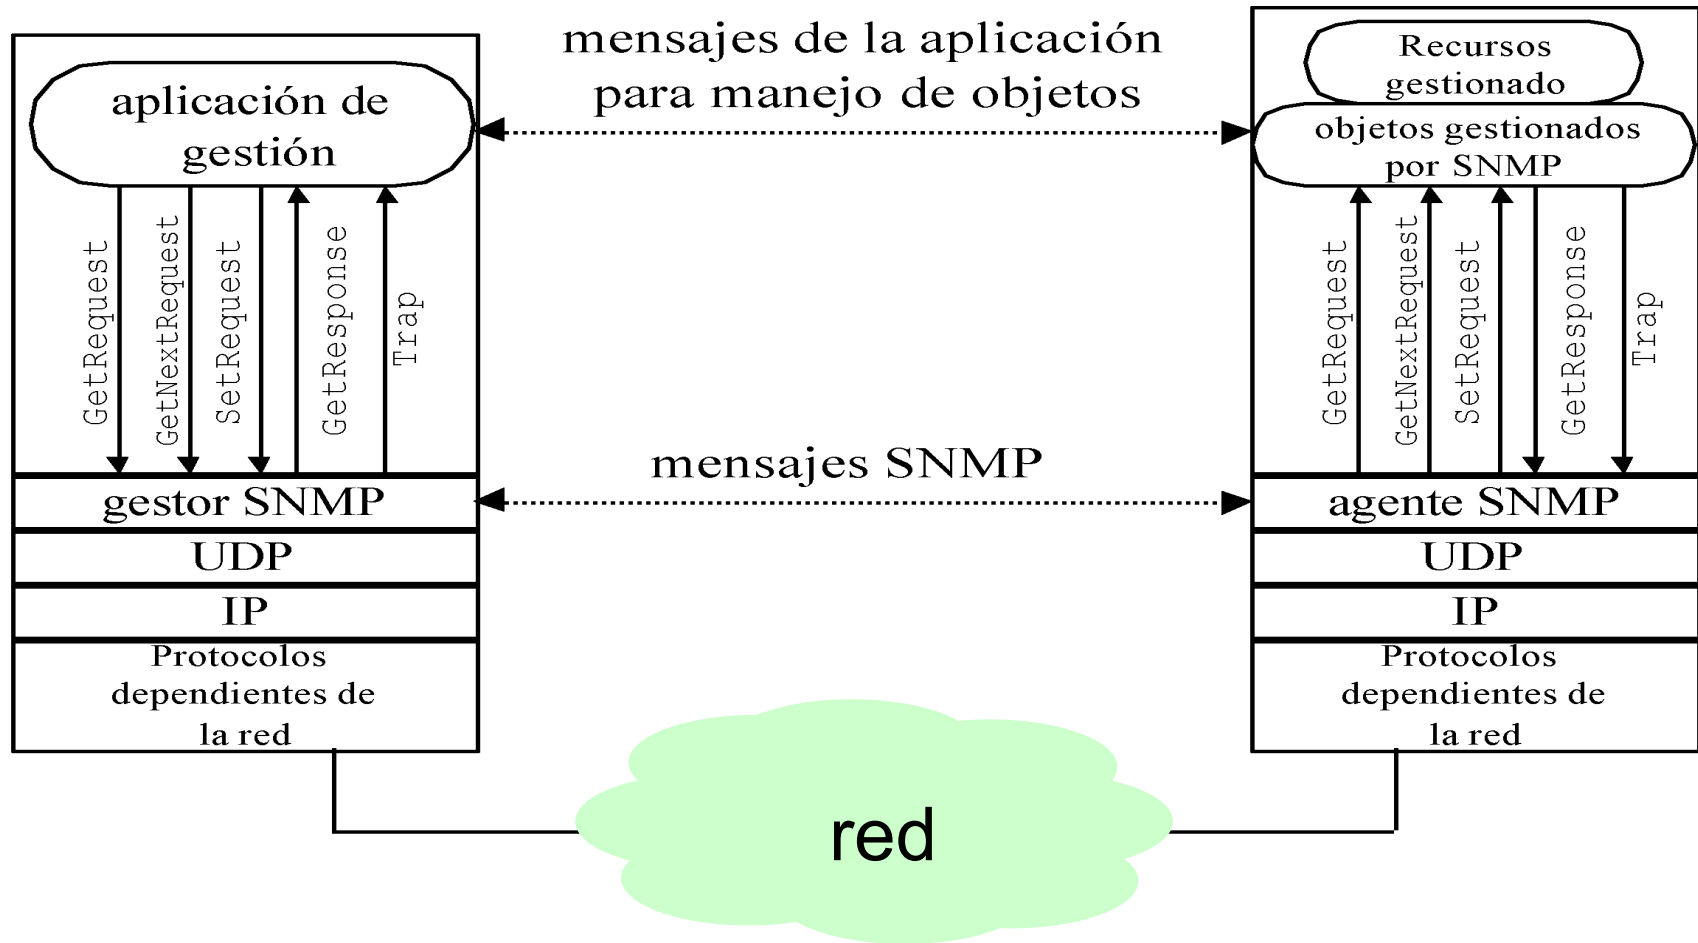 mensajes de la aplicación
para manejo de objetos
aplicación de
gestión
GetRequest
GetNextRequest
SetRequest
GetResponse
Trap
gestor SNMP
UDP
IP
Protocolos
dependientes de
la red
mensajes SNMP
red
Recursos
gestionado
objetos gestionados
por SNMP
GetRequest
GetNextRequest
SetRequest
GetResponse
Trap
agente SNMP
UDP
IP
Protocolos
dependientes de
la red